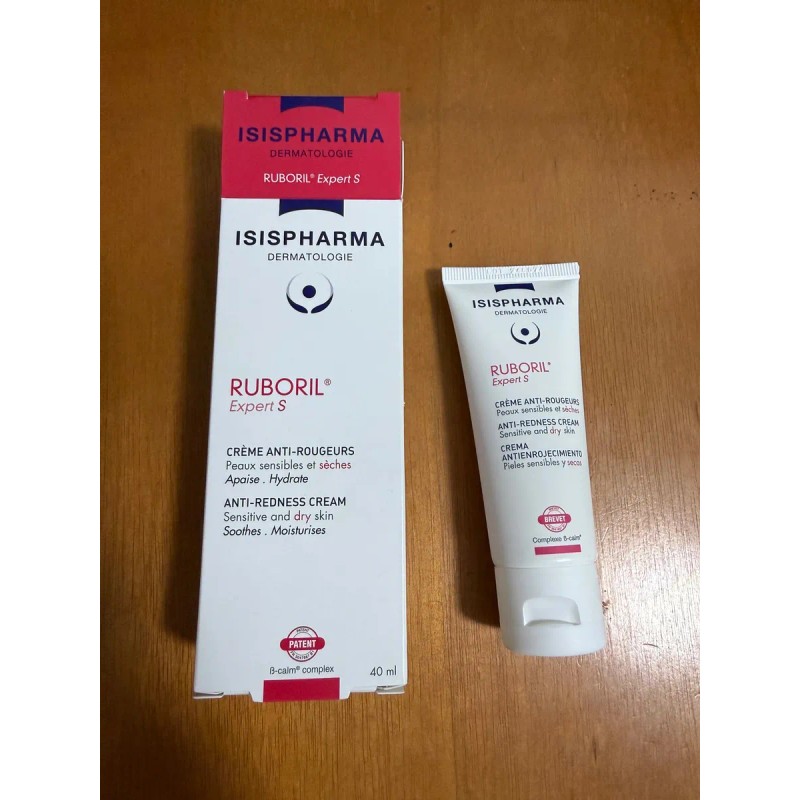 ISISPHARMA
DERMATOLOGIE
RUBORIL® Expert S
ISISPHARMA
DERMATOLOGIE
RUBORIL®
Expert S
CRÈME ANTI-ROUGEURS
Peaux sensibles et sèches
Apaise . Hydrate
ANTI-REDNESS CREAM
Sensitive and dry skin
Soothes . Moisturises
PATENT
ß-calm® complex
40 ml
ISISPHARMA
DERMATOLOGIE
RUBORIL®
Expert S
CRÈME ANTI-ROUGEURS
Peaux sensibles et sèches
ANTI-REDNESS CREAM
Sensitive and dry skin
CREMA
ANTIENROJECIMIENTO
Pieles sensibles y secas
BREVET
Complexe ß-calm®